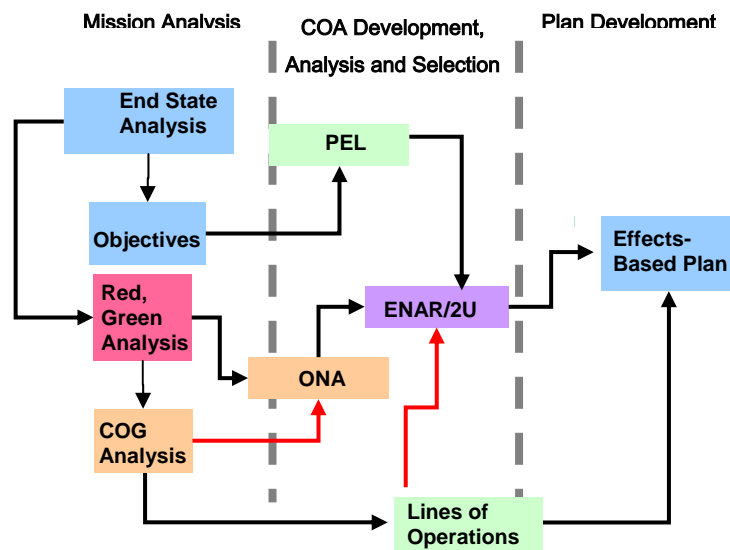 Mission Analysis
COA Development,
Analysis and Selection
Plan Development
End State
Analysis
PEL
Objectives
Effects-
Based Plan
Red,
Green
Analysis
ENAR/2U
ONA
COG
Analysis
Lines of
Operations